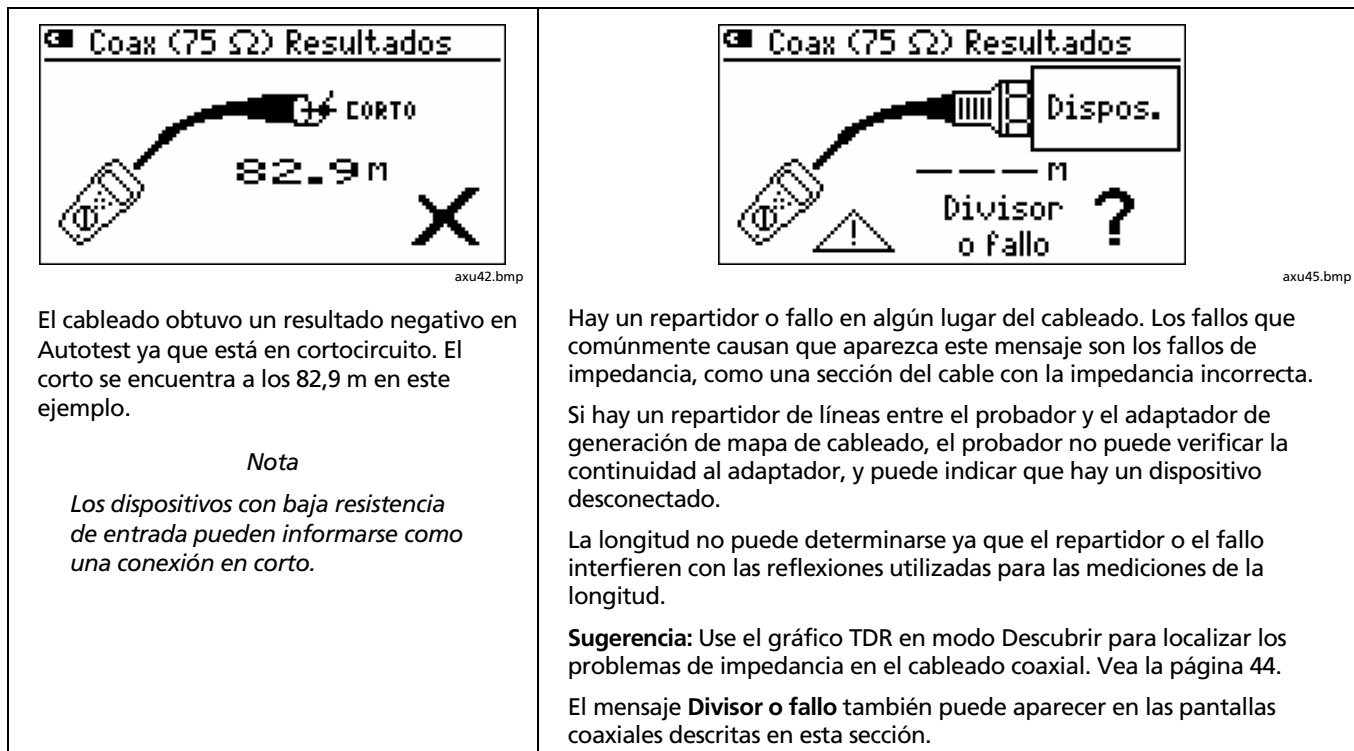 Coax (75 Ω) Resultados
CORTO
82.9 M
axu42.bmp
El cableado obtuvo un resultado negativo en
Autotest ya que está en cortocircuito. El
corto se encuentra a los 82,9 m en este
ejemplo.
Nota
Los dispositivos con baja resistencia
de entrada pueden informarse como
una conexión en corto.
Coax (75 Ω) Resultados
Dispos.
— — — M
Divisor
o fallo
?
!
axu45.bmp
Hay un repartidor o fallo en algún lugar del cableado. Los fallos que
comúnmente causan que aparezca este mensaje son los fallos de
impedancia, como una sección del cable con la impedancia incorrecta.
Si hay un repartidor de líneas entre el probador y el adaptador de
generación de mapa de cableado, el probador no puede verificar la
continuidad al adaptador, y puede indicar que hay un dispositivo
desconectado.
La longitud no puede determinarse ya que el repartidor o el fallo
interfieren con las reflexiones utilizadas para las mediciones de la
longitud.
Sugerencia: Use el gráfico TDR en modo Descubrir para localizar los
problemas de impedancia en el cableado coaxial. Vea la página 44.
El mensaje Divisor o fallo también puede aparecer en las pantallas
coaxiales descritas en esta sección.